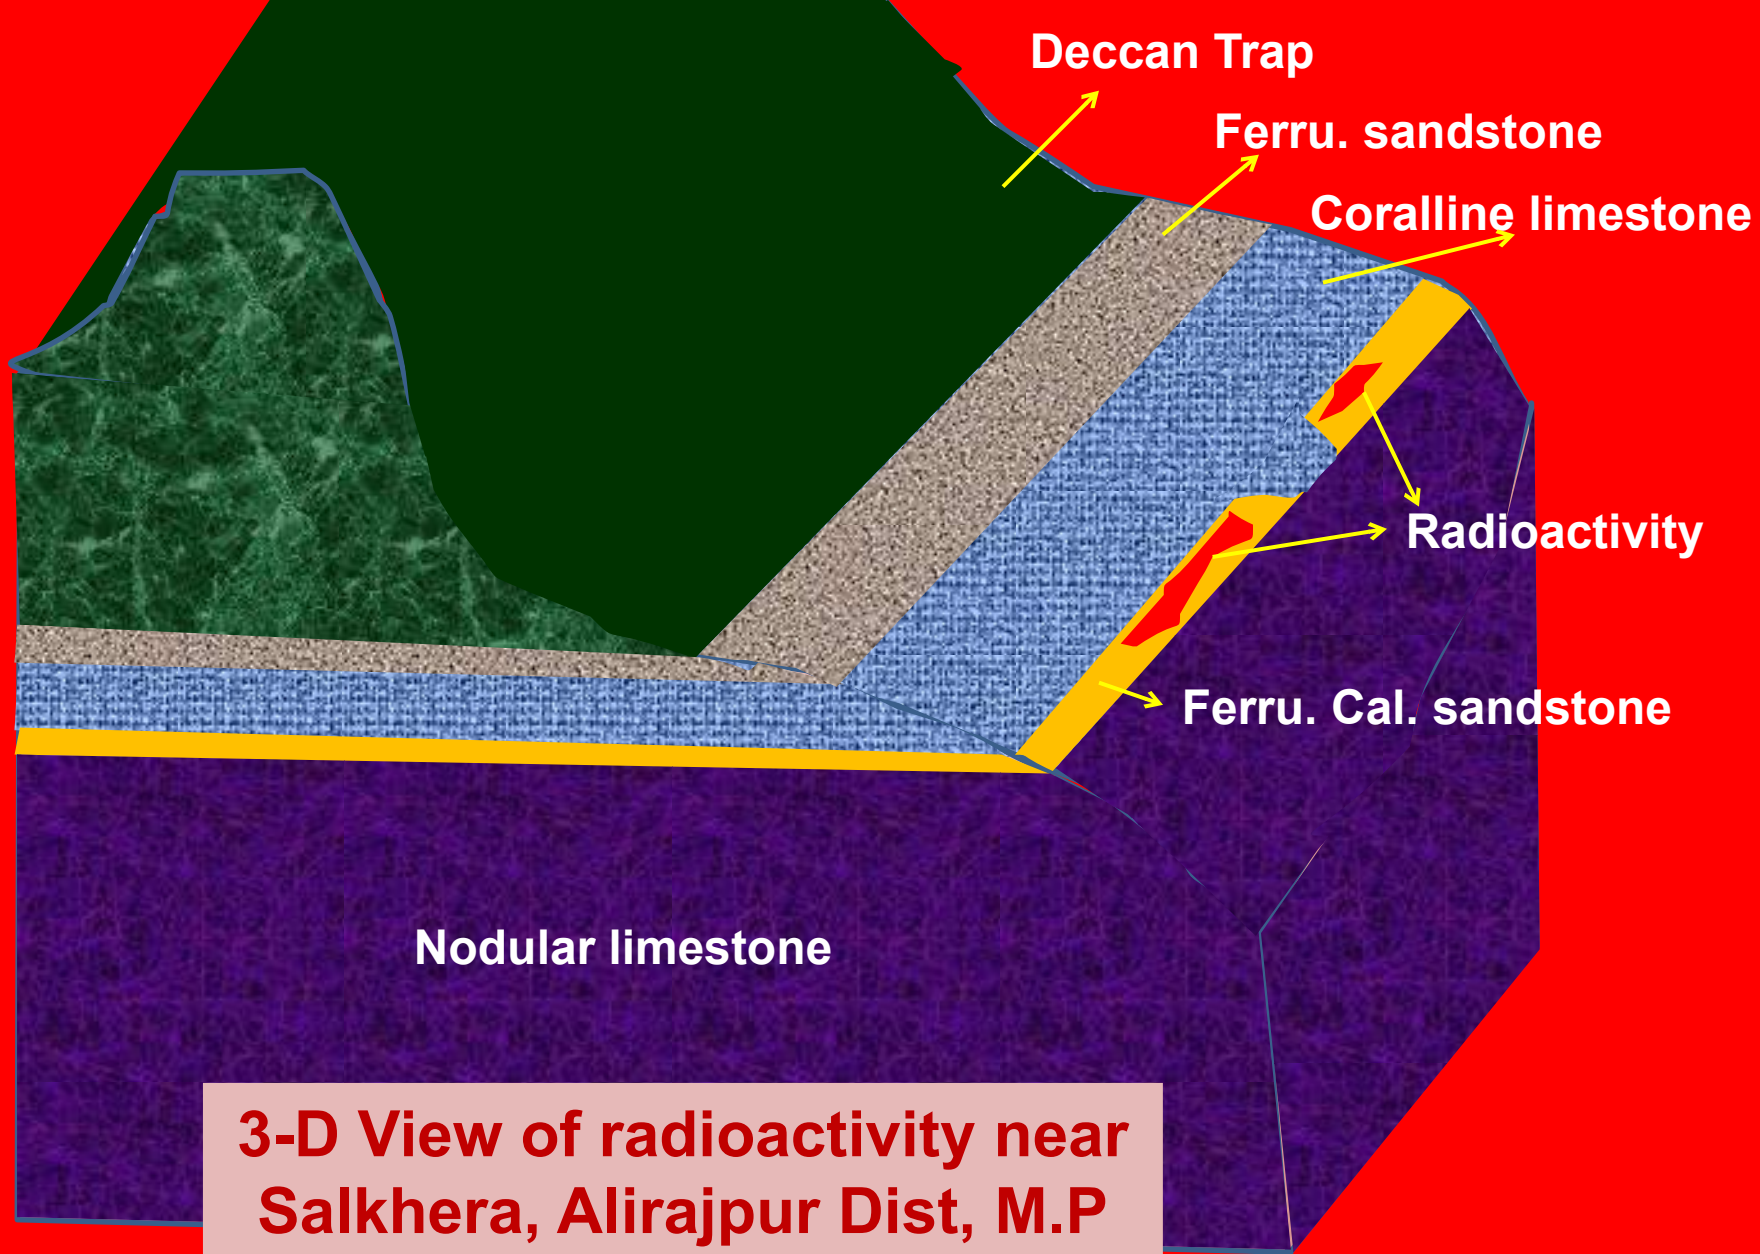 Deccan Trap
Ferru. sandstone
Coralline limestone
Radioactivity
Ferru. Cal. sandstone
Nodular limestone
3-D View of radioactivity near
Salkhera, Alirajpur Dist, M.P